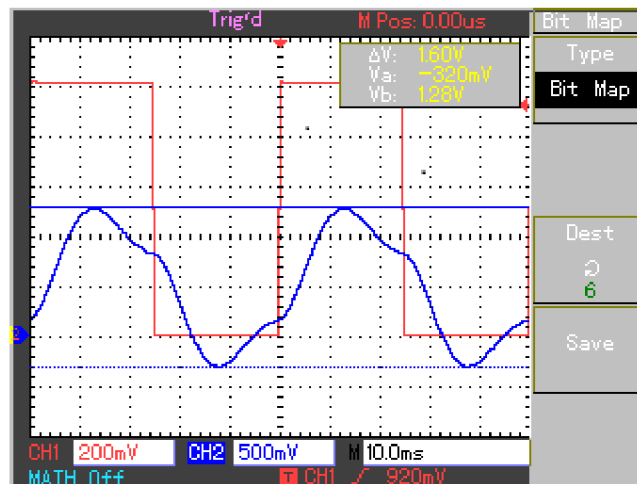 Trig'd M Pos: 0.00us Bit Map
ΔV: 1.60V
Va: -320mV
Vb: 1.28V
Type
Bit Map
Dest
6
Save
2
CH1 200mV CH2 500mV M 10.0ms
MATH Off T CH1 920mV